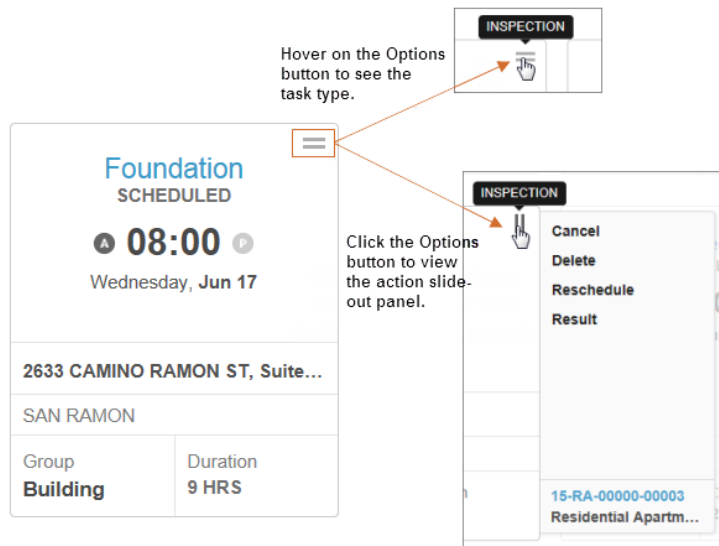 INSPECTION
Hover on the Options
button to see the
task type.
Foundation
SCHEDULED
A 08:00 P
Wednesday, Jun 17
2633 CAMINO RAMON ST, Suite...
SAN RAMON
Group
Building
Duration
9 HRS
Click the Options
button to view
the action slide-
out panel.
INSPECTION
Cancel
Delete
Reschedule
Result
15-RA-00000-00003
Residential Apartm...